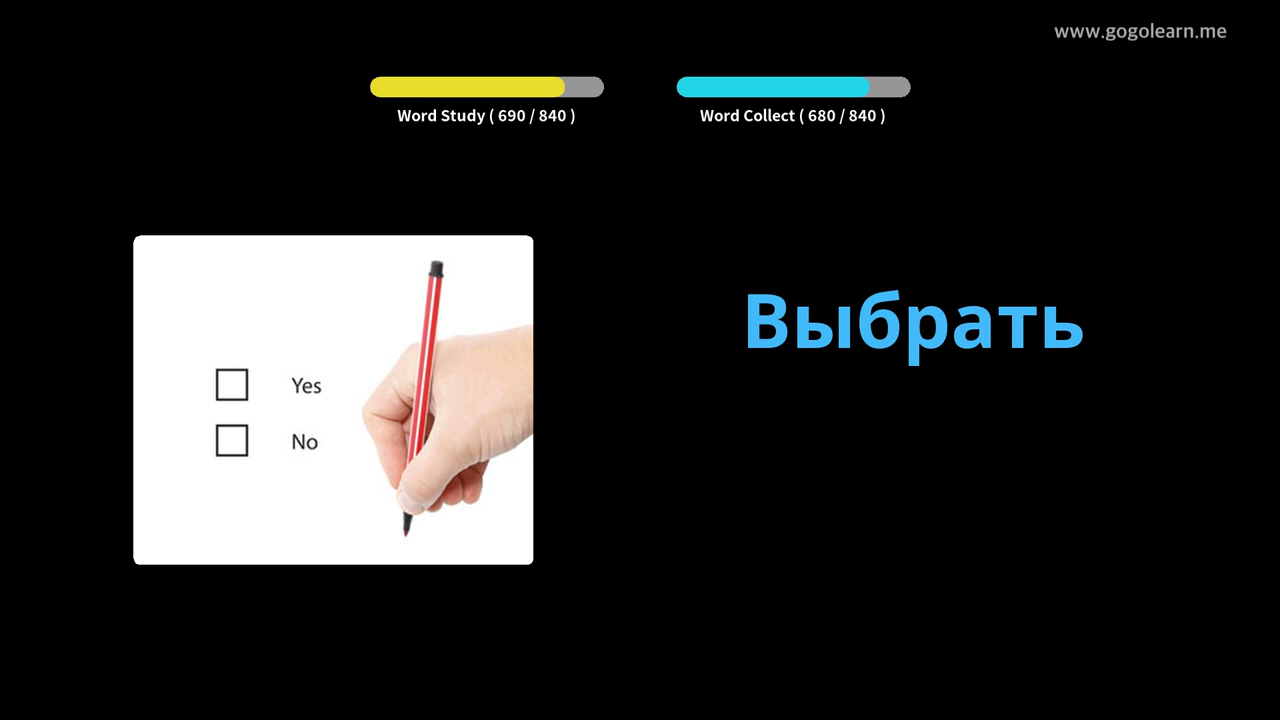 www.gogolearn.me
Word Study ( 690 / 840 )
Word Collect ( 680 / 840 )
Выбрать
Yes
No